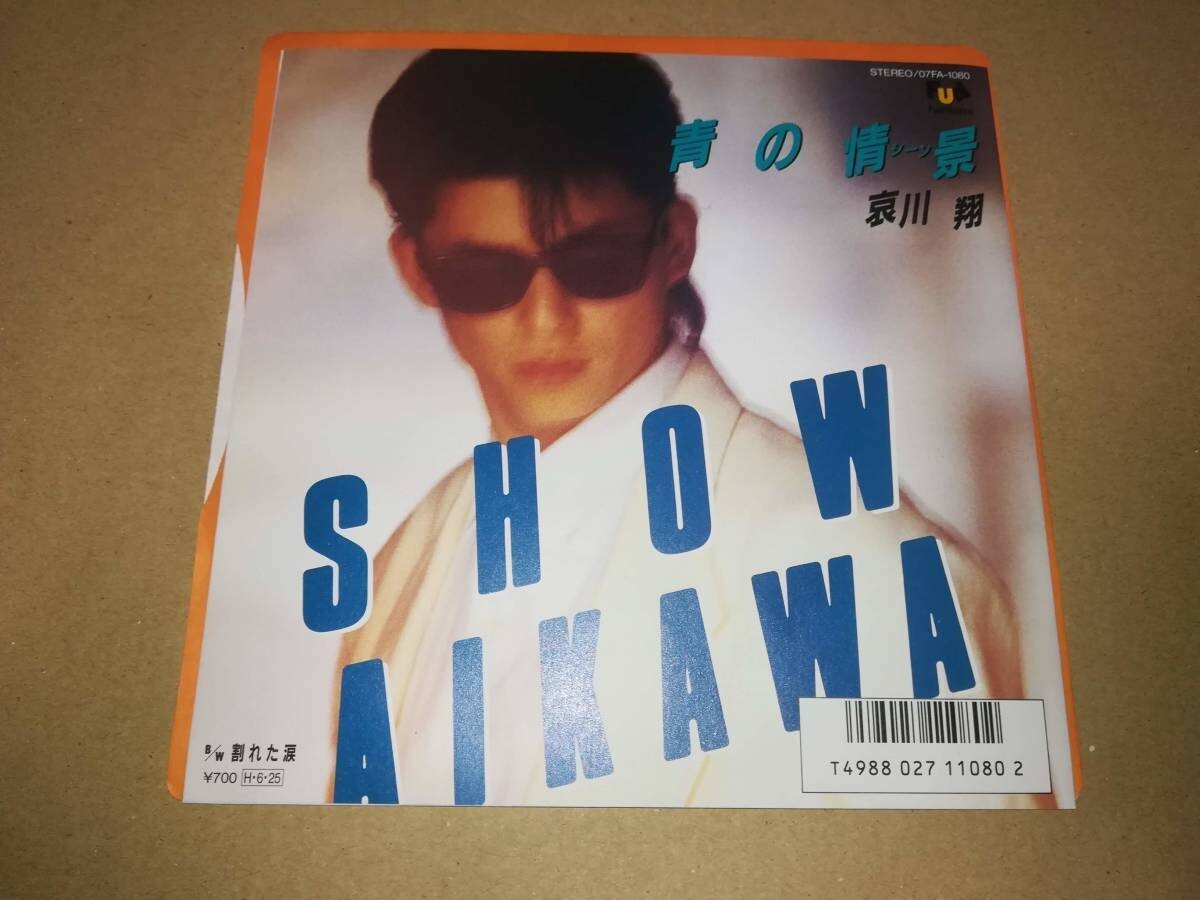 STEREO/07FA-1080
U
青の情景
シーン
哀川 翔
SHOW
AIKAWA
B/W 割れた涙
¥700 H・6・25
T4988 027 11080 2